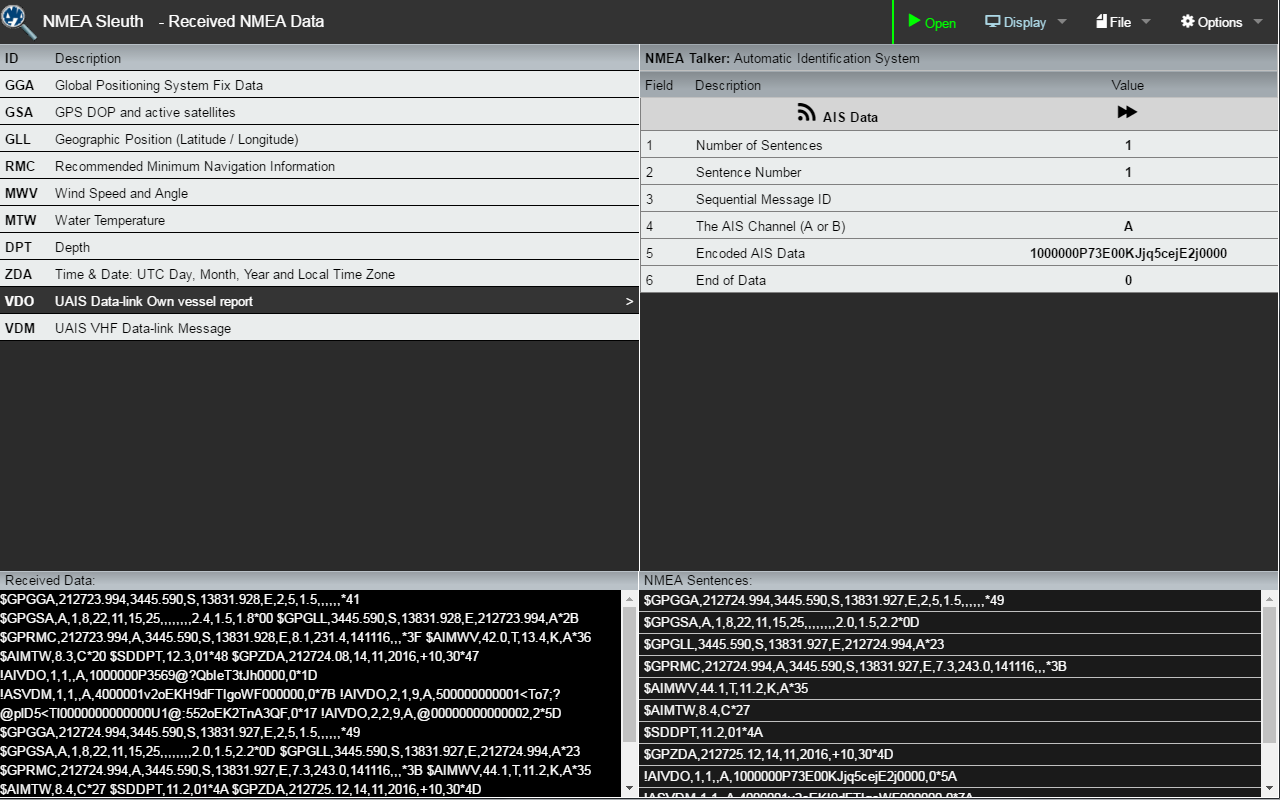 NMEA Sleuth - Received NMEA Data
Open Display File Options
ID Description
GGA Global Positioning System Fix Data
GSA GPS DOP and active satellites
GLL Geographic Position (Latitude / Longitude)
RMC Recommended Minimum Navigation Information
MWV Wind Speed and Angle
MTW Water Temperature
DPT Depth
ZDA Time & Date: UTC Day, Month, Year and Local Time Zone
VDO UAIS Data-link Own vessel report >
VDM UAIS VHF Data-link Message
NMEA Talker: Automatic Identification System
Field Description Value
AIS Data
1 Number of Sentences 1
2 Sentence Number 1
3 Sequential Message ID
4 The AIS Channel (A or B) A
5 Encoded AIS Data 1000000P73E00KJjq5cejE2j0000
6 End of Data 0
Received Data:
$GPGGA,212723.994,3445.590,S,13831.928,E,2,5,1.5,,,,,,*41
$GPGSA,A,1,8,22,11,15,25,,,,,,,,2.4,1.5,1.8*00 $GPGLL,3445.590,S,13831.928,E,212723.994,A*2B
$GPRMC,212723.994,A,3445.590,S,13831.928,E,8.1,231.4,141116,,,*3F $AIMWV,42.0,T,13.4,K,A*36
$AIMTW,8.3,C*20 $SDDPT,12.3,01*48 $GPZDA,212724.08,14,11,2016,+10,30*47
!AIVDO,1,1,,A,1000000P3569@?QbleT3tJh0000,0*1D
!ASVDM,1,1,,A,4000001v2oEKH9dFTIgoWF000000,0*7B !AIVDO,2,1,9,A,500000000001<To7;?
@pID5<Tl0000000000000U1@:552oEK2TnA3QF,0*17 !AIVDO,2,2,9,A,@00000000000002,2*5D
$GPGGA,212724.994,3445.590,S,13831.927,E,2,5,1.5,,,,,,*49
$GPGSA,A,1,8,22,11,15,25,,,,,,,,2.0,1.5,2.2*0D $GPGLL,3445.590,S,13831.927,E,212724.994,A*23
$GPRMC,212724.994,A,3445.590,S,13831.927,E,7.3,243.0,141116,,,*3B $AIMWV,44.1,T,11.2,K,A*35
$AIMTW,8.4,C*27 $SDDPT,11.2,01*4A $GPZDA,212725.12,14,11,2016,+10,30*4D
NMEA Sentences:
$GPGGA,212724.994,3445.590,S,13831.927,E,2,5,1.5,,,,,,*49
$GPGSA,A,1,8,22,11,15,25,,,,,,,,2.0,1.5,2.2*0D
$GPGLL,3445.590,S,13831.927,E,212724.994,A*23
$GPRMC,212724.994,A,3445.590,S,13831.927,E,7.3,243.0,141116,,,*3B
$AIMWV,44.1,T,11.2,K,A*35
$AIMTW,8.4,C*27
$SDDPT,11.2,01*4A
$GPZDA,212725.12,14,11,2016,+10,30*4D
!AIVDO,1,1,,A,1000000P73E00KJjq5cejE2j0000,0*5A